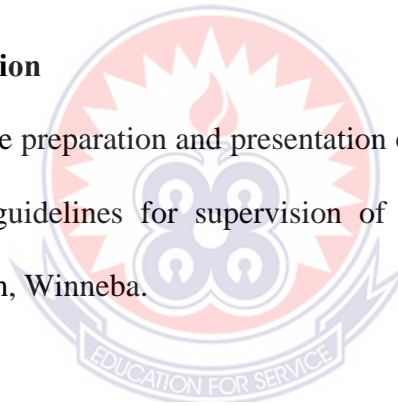 ion
e preparation and presentation
guidelines for supervision of
n, Winneba.
EDUCATION FOR SERVICE